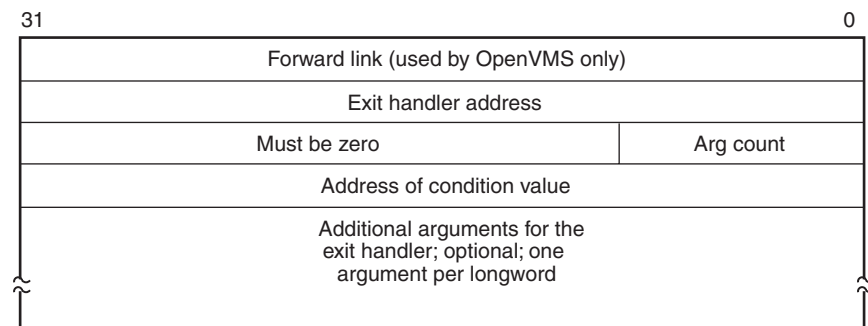 31 0
Forward link (used by OpenVMS only)
Exit handler address
Must be zero Arg count
Address of condition value
Additional arguments for the
exit handler; optional; one
argument per longword